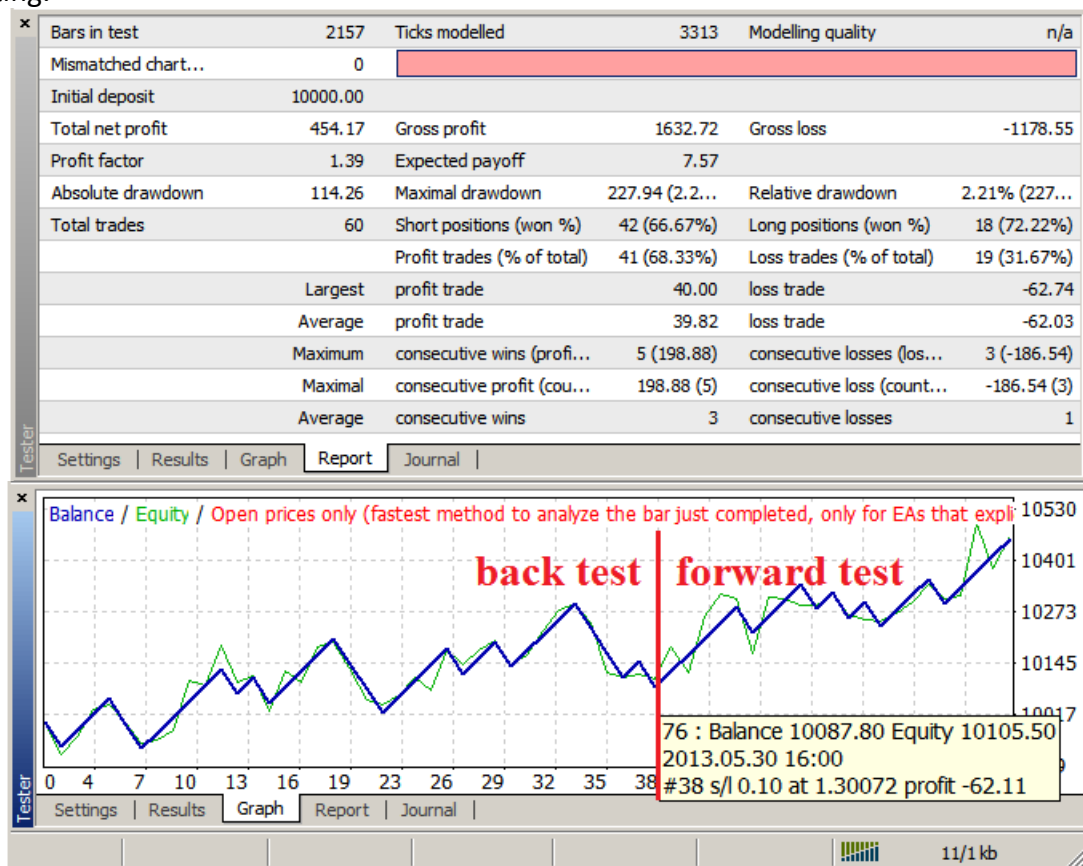 Bars in test 2157 Ticks modelled 3313 Modelling quality n/a
Mismatched chart... 0
Initial deposit 10000.00
Total net profit 454.17 Gross profit 1632.72 Gross loss -1178.55
Profit factor 1.39 Expected payoff 7.57
Absolute drawdown 114.26 Maximal drawdown 227.94 (2.2... Relative drawdown 2.21% (227...
Total trades 60 Short positions (won %) 42 (66.67%) Long positions (won %) 18 (72.22%)
Profit trades (% of total) 41 (68.33%) Loss trades (% of total) 19 (31.67%)
Largest profit trade 40.00 loss trade -62.74
Average profit trade 39.82 loss trade -62.03
Maximum consecutive wins (profi... 5 (198.88) consecutive losses (los... 3 (-186.54)
Maximal consecutive profit (cou... 198.88 (5) consecutive loss (count... -186.54 (3)
Average consecutive wins 3 consecutive losses 1
Tester
Settings | Results | Graph | Report | Journal |
Balance / Equity / Open prices only (fastest method to analyze the bar just completed, only for EAs that expli
10530
back test forward test
10401
10273
10145
10017
76 : Balance 10087.80 Equity 10105.50
2013.05.30 16:00
#38 s/l 0.10 at 1.30072 profit -62.11
0 4 7 10 13 16 19 23 26 29 32 35 38
Tester
Settings | Results | Graph | Report | Journal |
11/1 kb